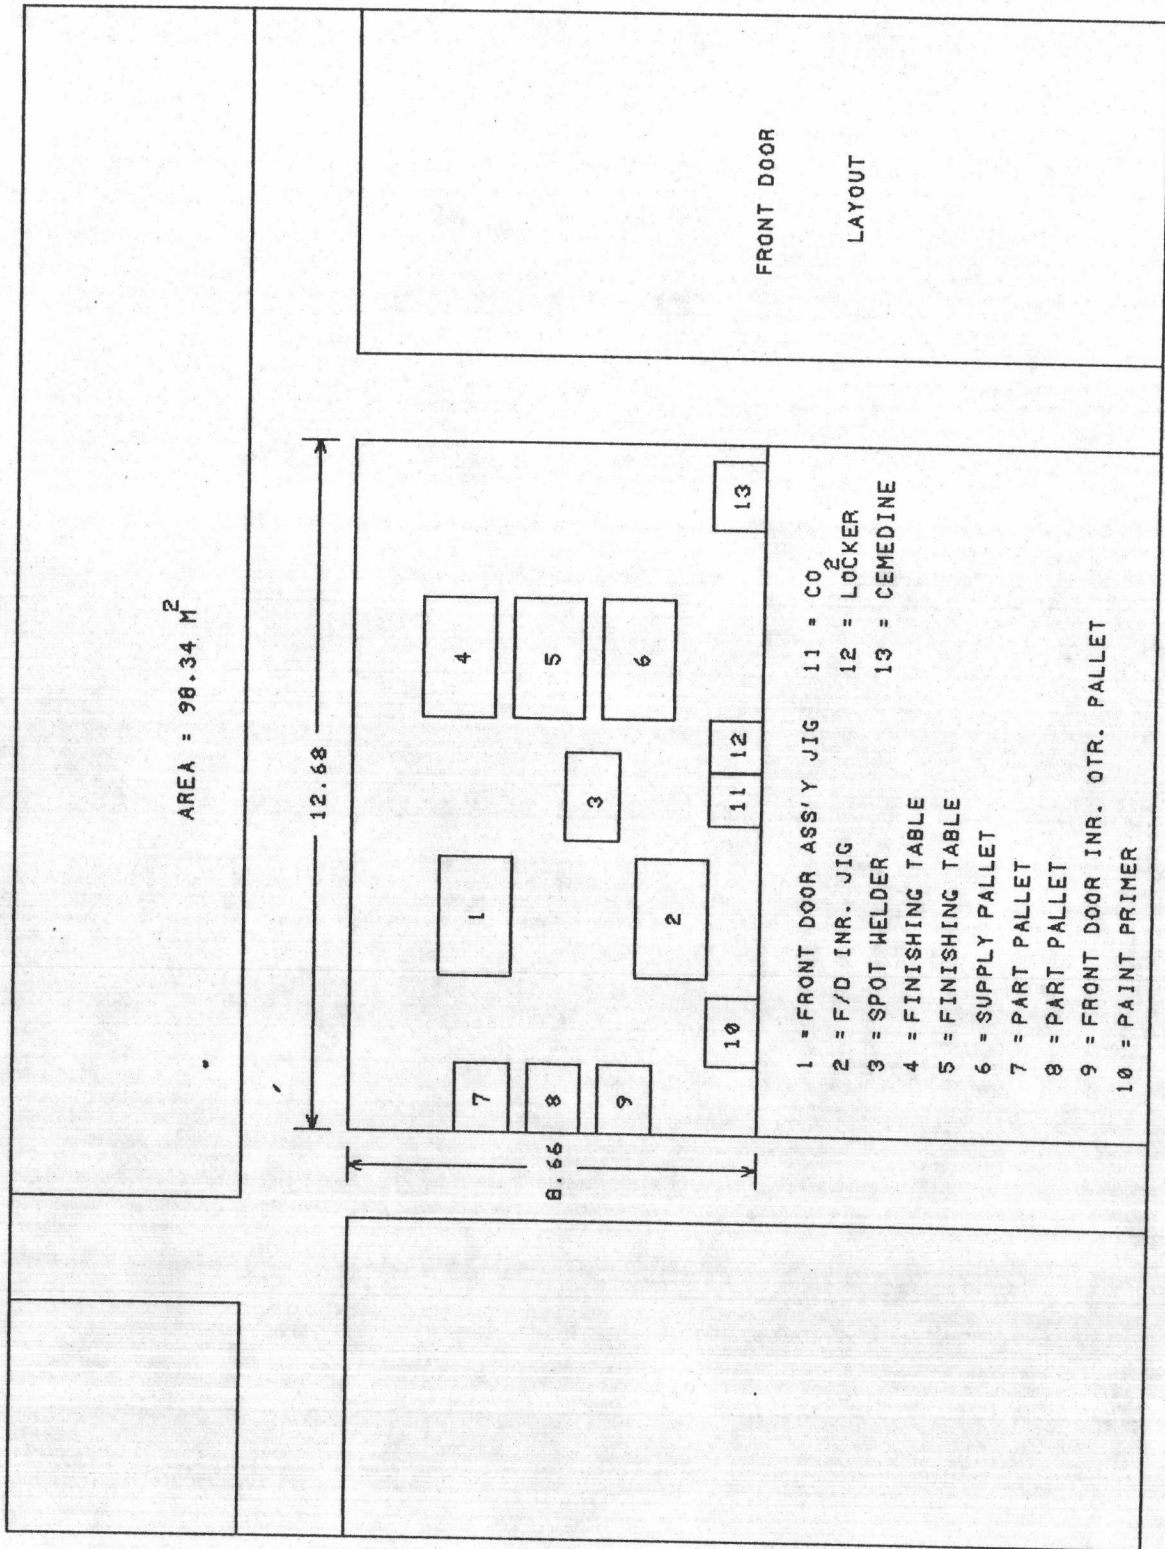 AREA = 98.34 M²
12.68
8.66
7
1
4
8
3
5
9
2
6
10
11
12
13
1 = FRONT DOOR ASS'Y JIG 11 = CO₂
2 = F/D INR. JIG 12 = LOCKER
3 = SPOT WELDER 13 = CEMEDINE
4 = FINISHING TABLE
5 = FINISHING TABLE
6 = SUPPLY PALLET
7 = PART PALLET
8 = PART PALLET
9 = FRONT DOOR INR. OTR. PALLET
10 = PAINT PRIMER
FRONT DOOR
LAYOUT